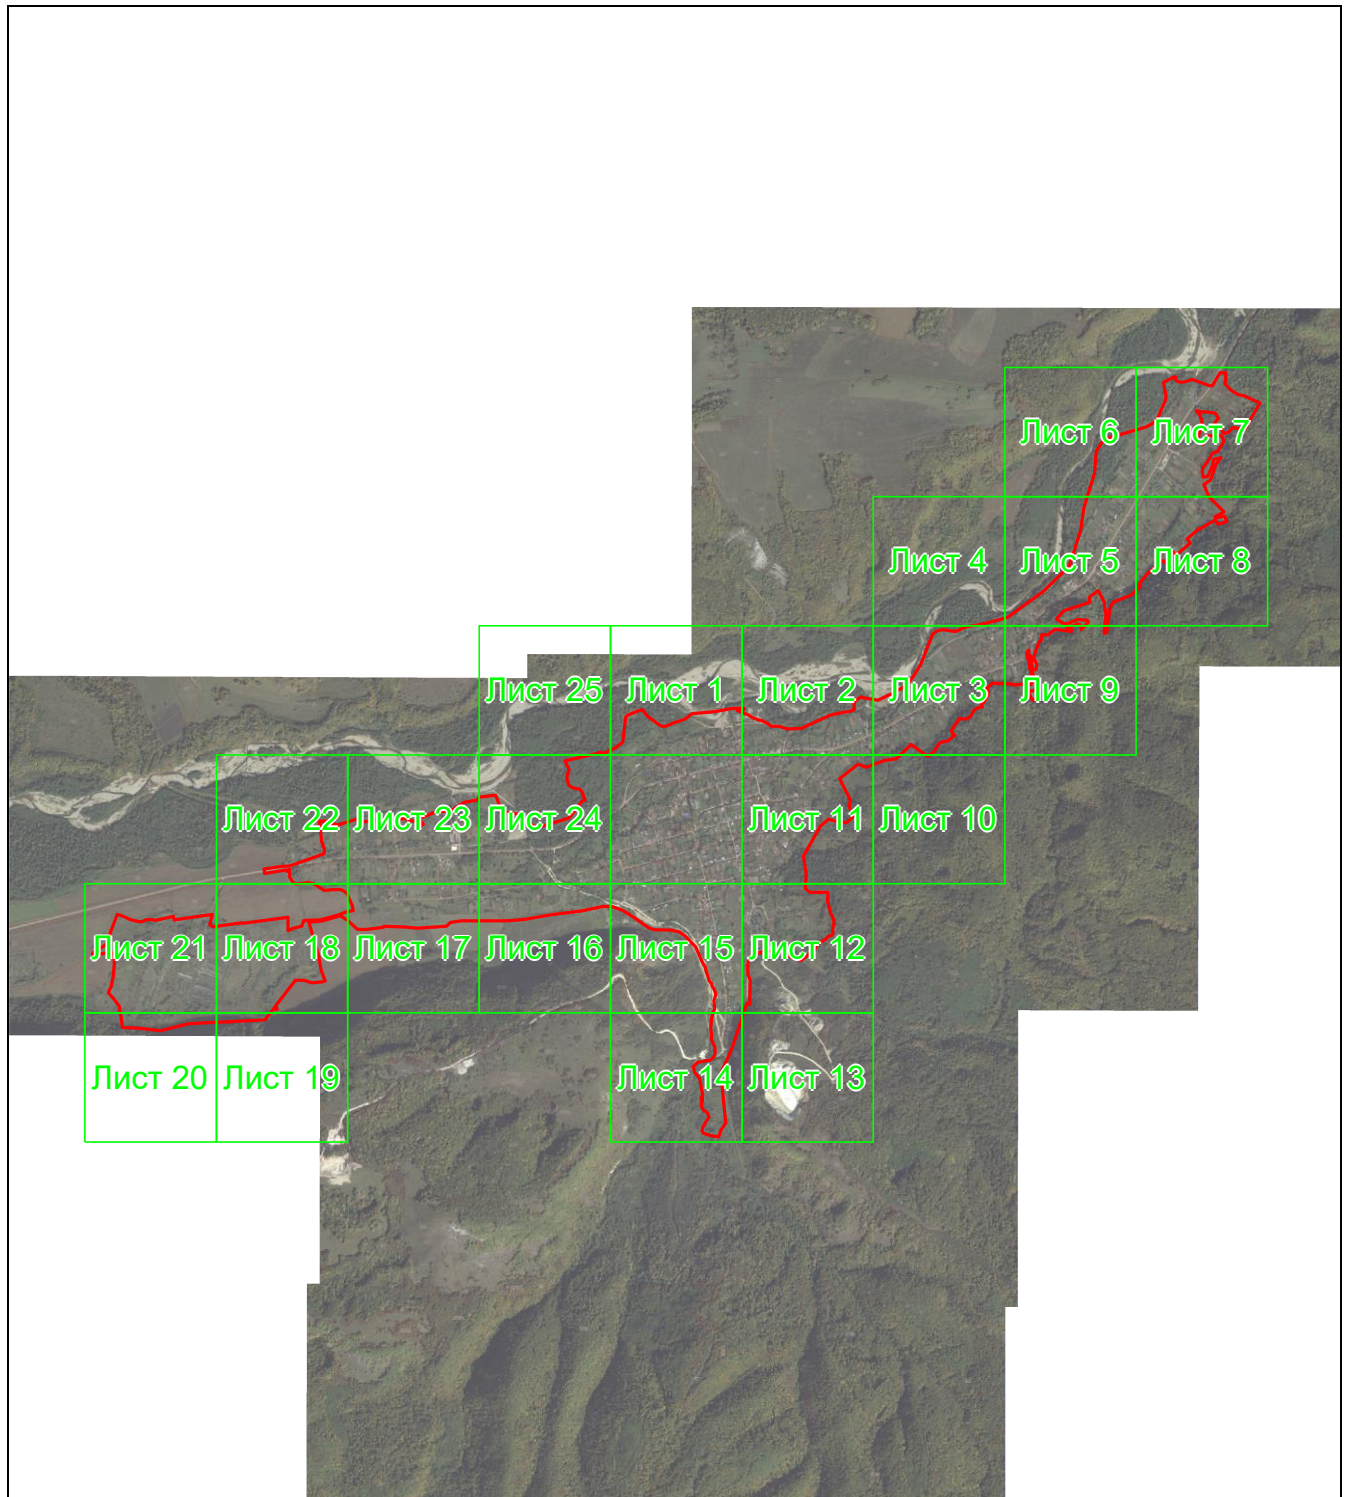 Лист 6
Лист 7
Лист 4
Лист 5
Лист 8
Лист 25
Лист 1
Лист 2
Лист 3
Лист 9
Лист 22
Лист 23
Лист 24
Лист 11
Лист 10
Лист 21
Лист 18
Лист 17
Лист 16
Лист 15
Лист 12
Лист 20
Лист 19
Лист 14
Лист 13